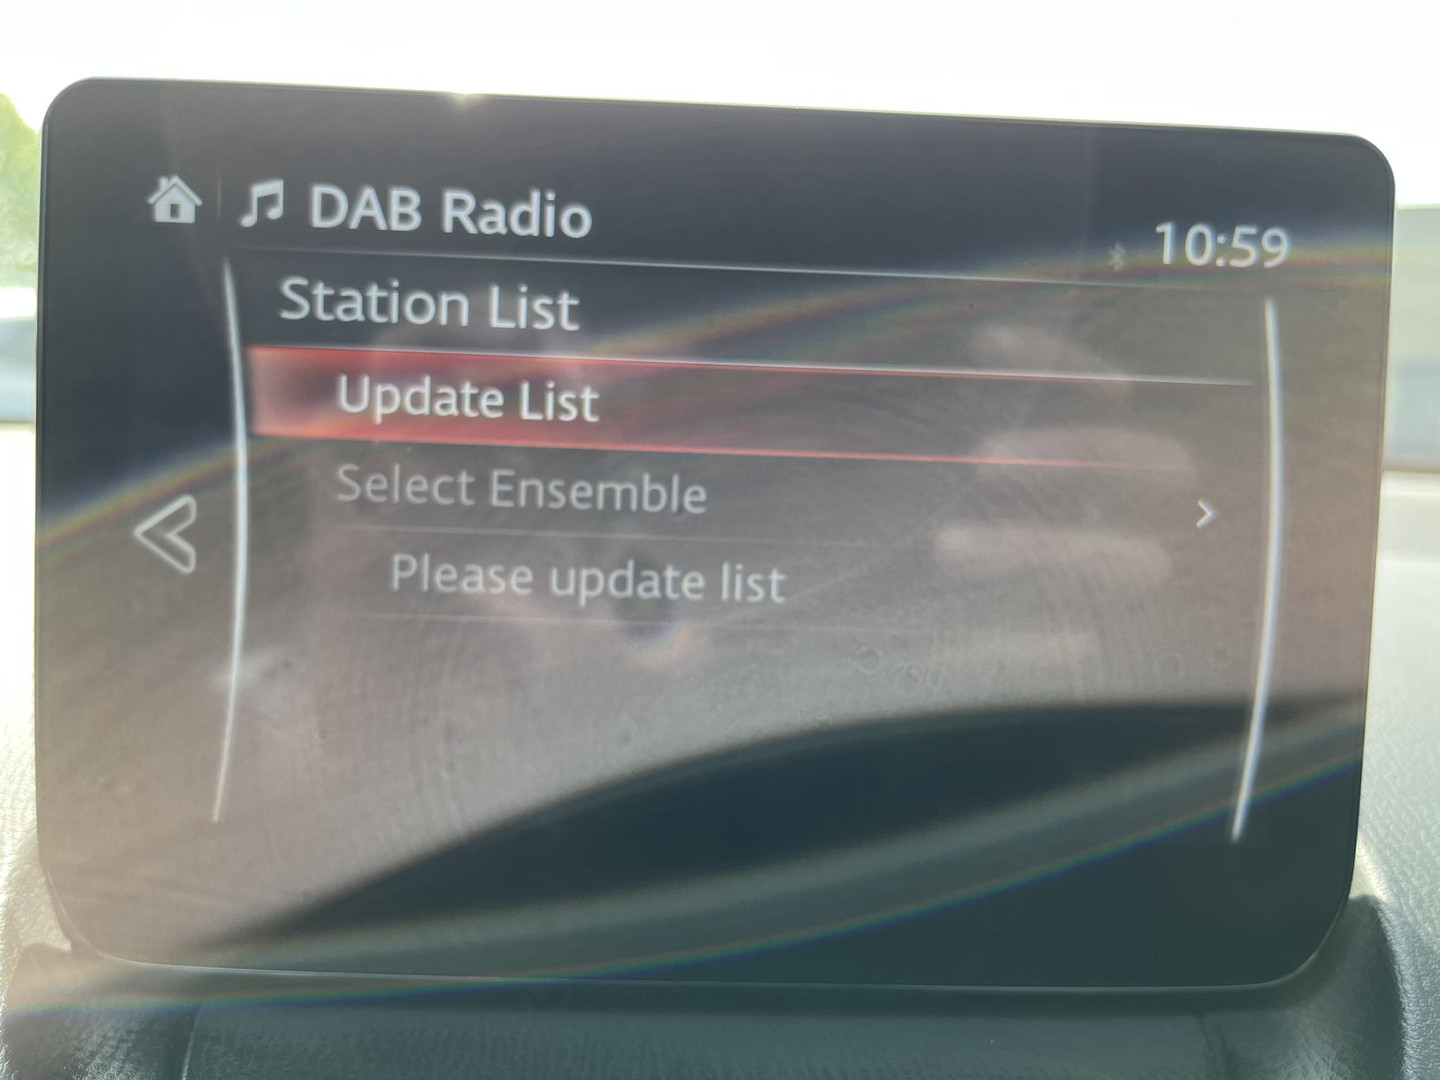 DAB Radio
10:59
Station List
Update List
Select Ensemble
Please update list